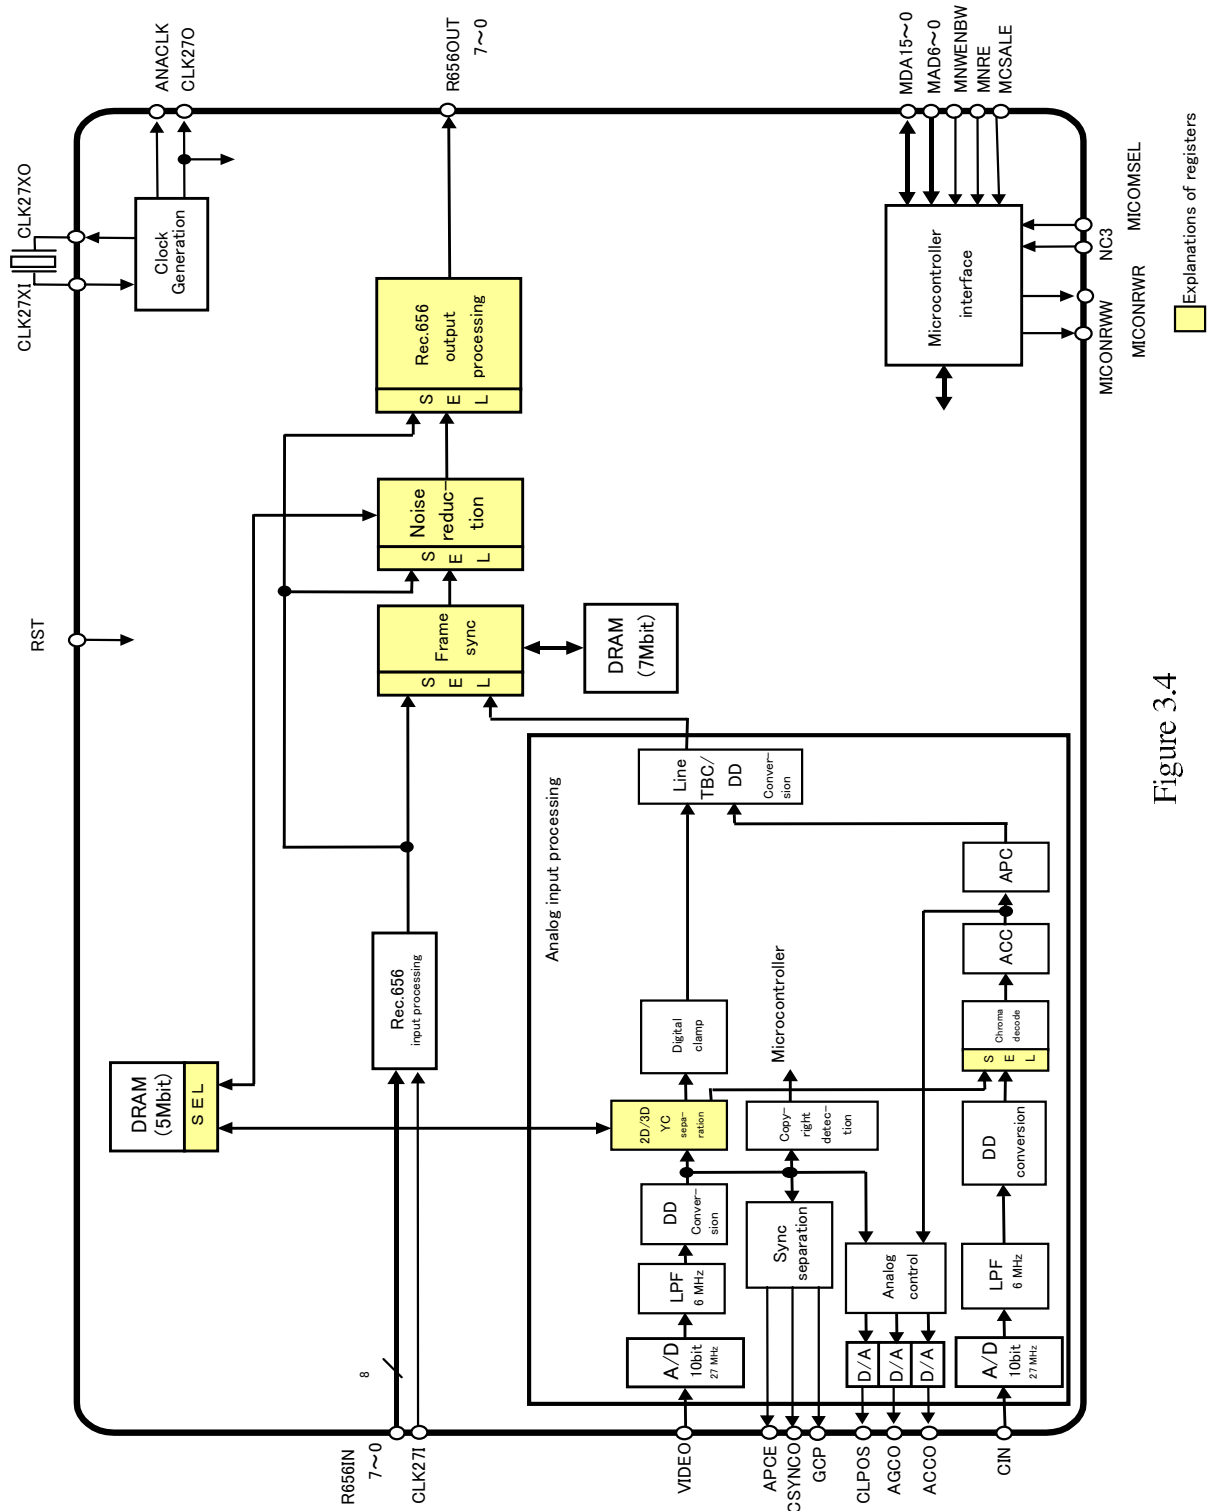 R656IN
7～0
CLK27I
8
Rec.656
input processing
DRAM
(5Mbit)
SEL
RST
CLK27XI
CLK27XO
Clock
Generation
ANACLK
CLK27O
R656OUT
7～0
SEL
Frame
sync
DRAM
(7Mbit)
SEL
Noise
reduc-
tion
SEL
Rec.656
output
processing
Analog input processing
VIDEO
A/D
10bit
27 MHz
LPF
6 MHz
DD
Conver-
sion
2D/3D
YC
sepa-
ration
Digital
clamp
Line
TBC/
DD
Conver-
sion
APCE
CSYNCO
GCP
Sync
separation
Copy-
right
detec-
tion
Microcontroller
CLPOS
AGCO
ACCO
D/A
D/A
D/A
Analog
control
CIN
A/D
10bit
27 MHz
LPF
6 MHz
DD
conversion
SEL
Chroma
decode
ACC
APC
Microcontroller
interface
MDA15～0
MAD6～0
MNWENBW
MNRE
MCSALE
MICONRWW
MICONRWR
NC3
MICOMSEL
Explanations of registers
Figure 3.4